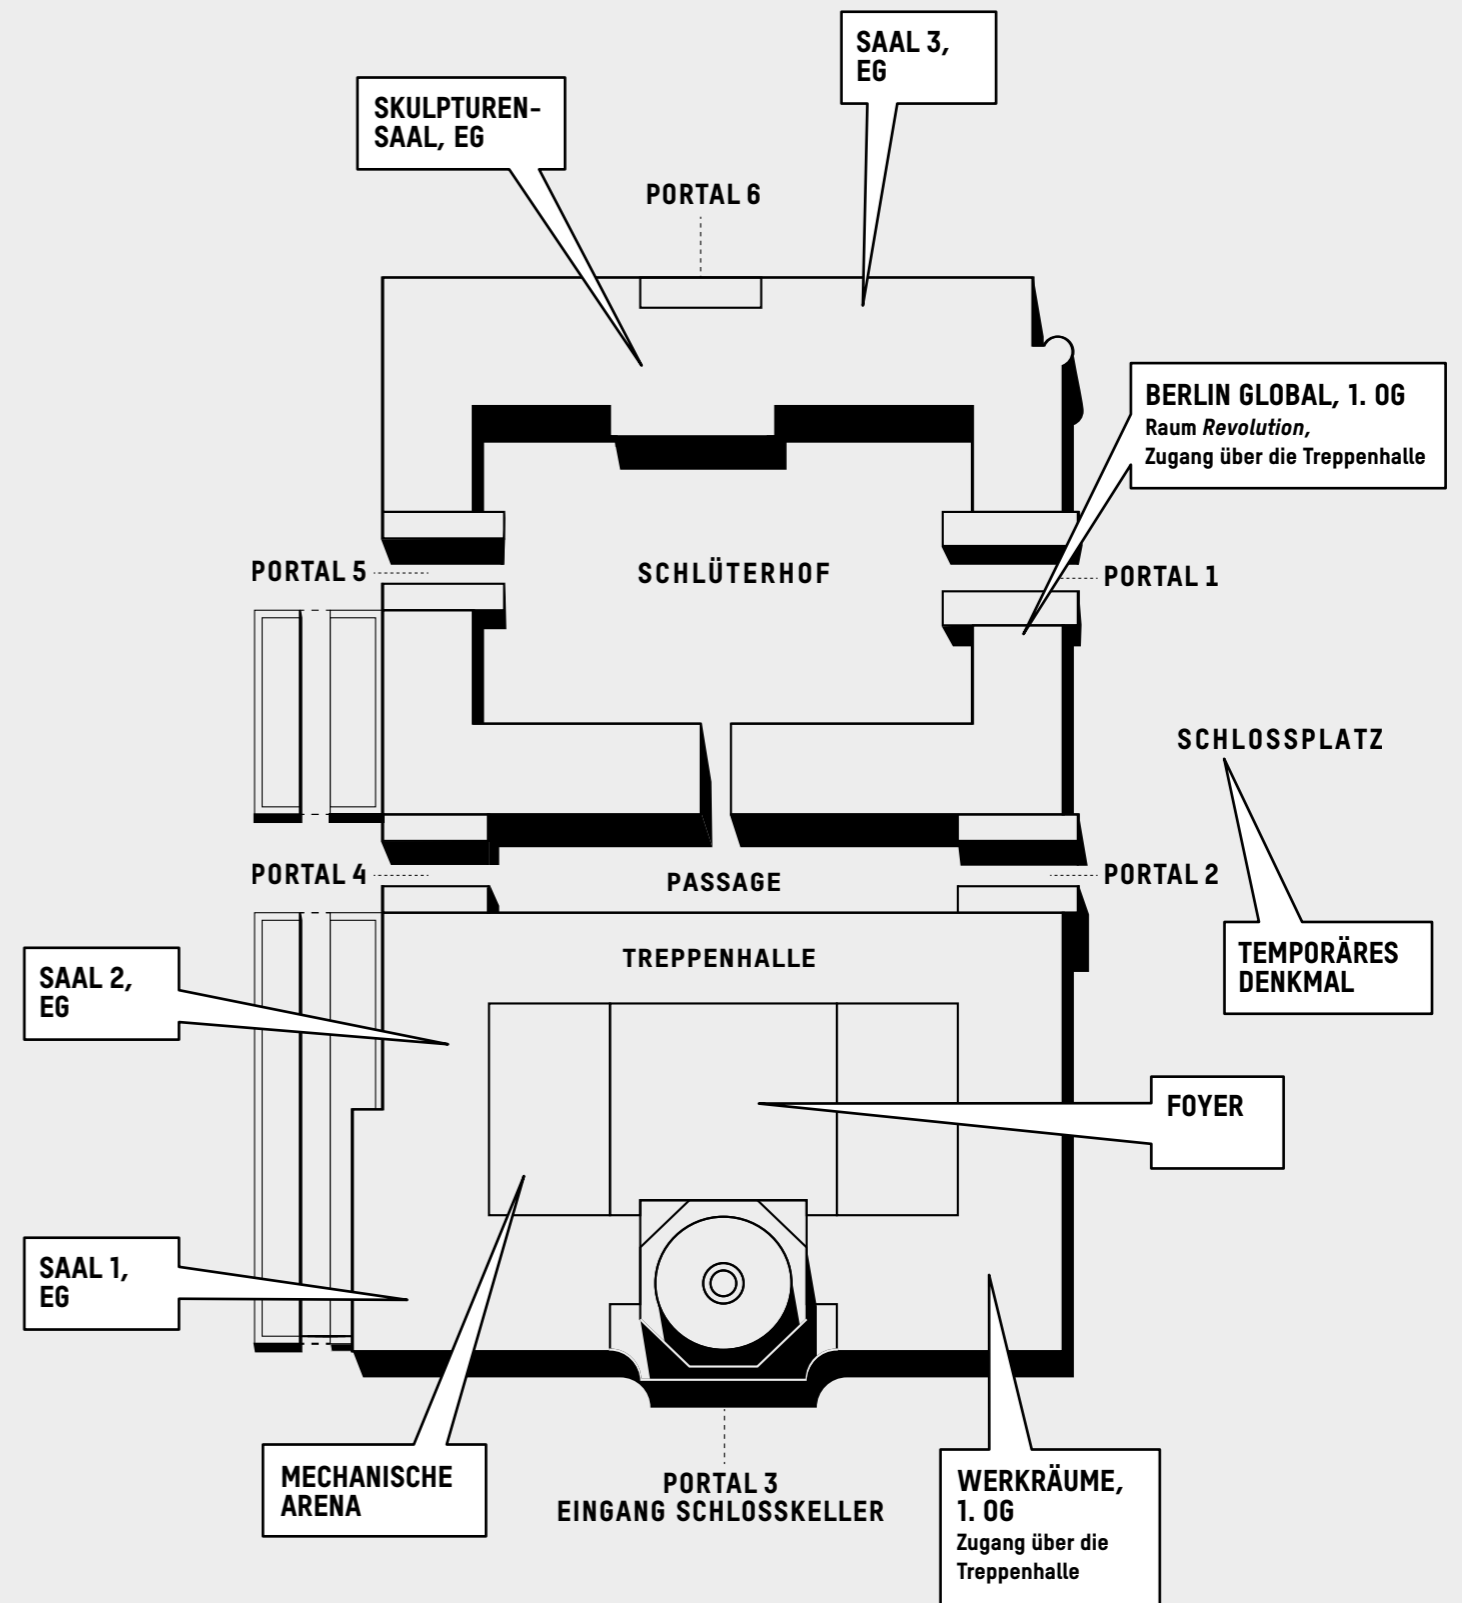 SAAL 3,
EG
SKULPTUREN-
SAAL, EG
PORTAL 6
BERLIN GLOBAL, 1. OG
Raum Revolution,
Zugang über die Treppenhalle
PORTAL 5
SCHLÜTERHOF
PORTAL 1
SCHLOSSPLATZ
PORTAL 4
PASSAGE
PORTAL 2
TREPPENHALLE
TEMPORÄRES
DENKMAL
SAAL 2,
EG
FOYER
SAAL 1,
EG
MECHANISCHE
ARENA
PORTAL 3
EINGANG SCHLOSSKELLER
WERKRÄUME,
1. OG
Zugang über die
Treppenhalle